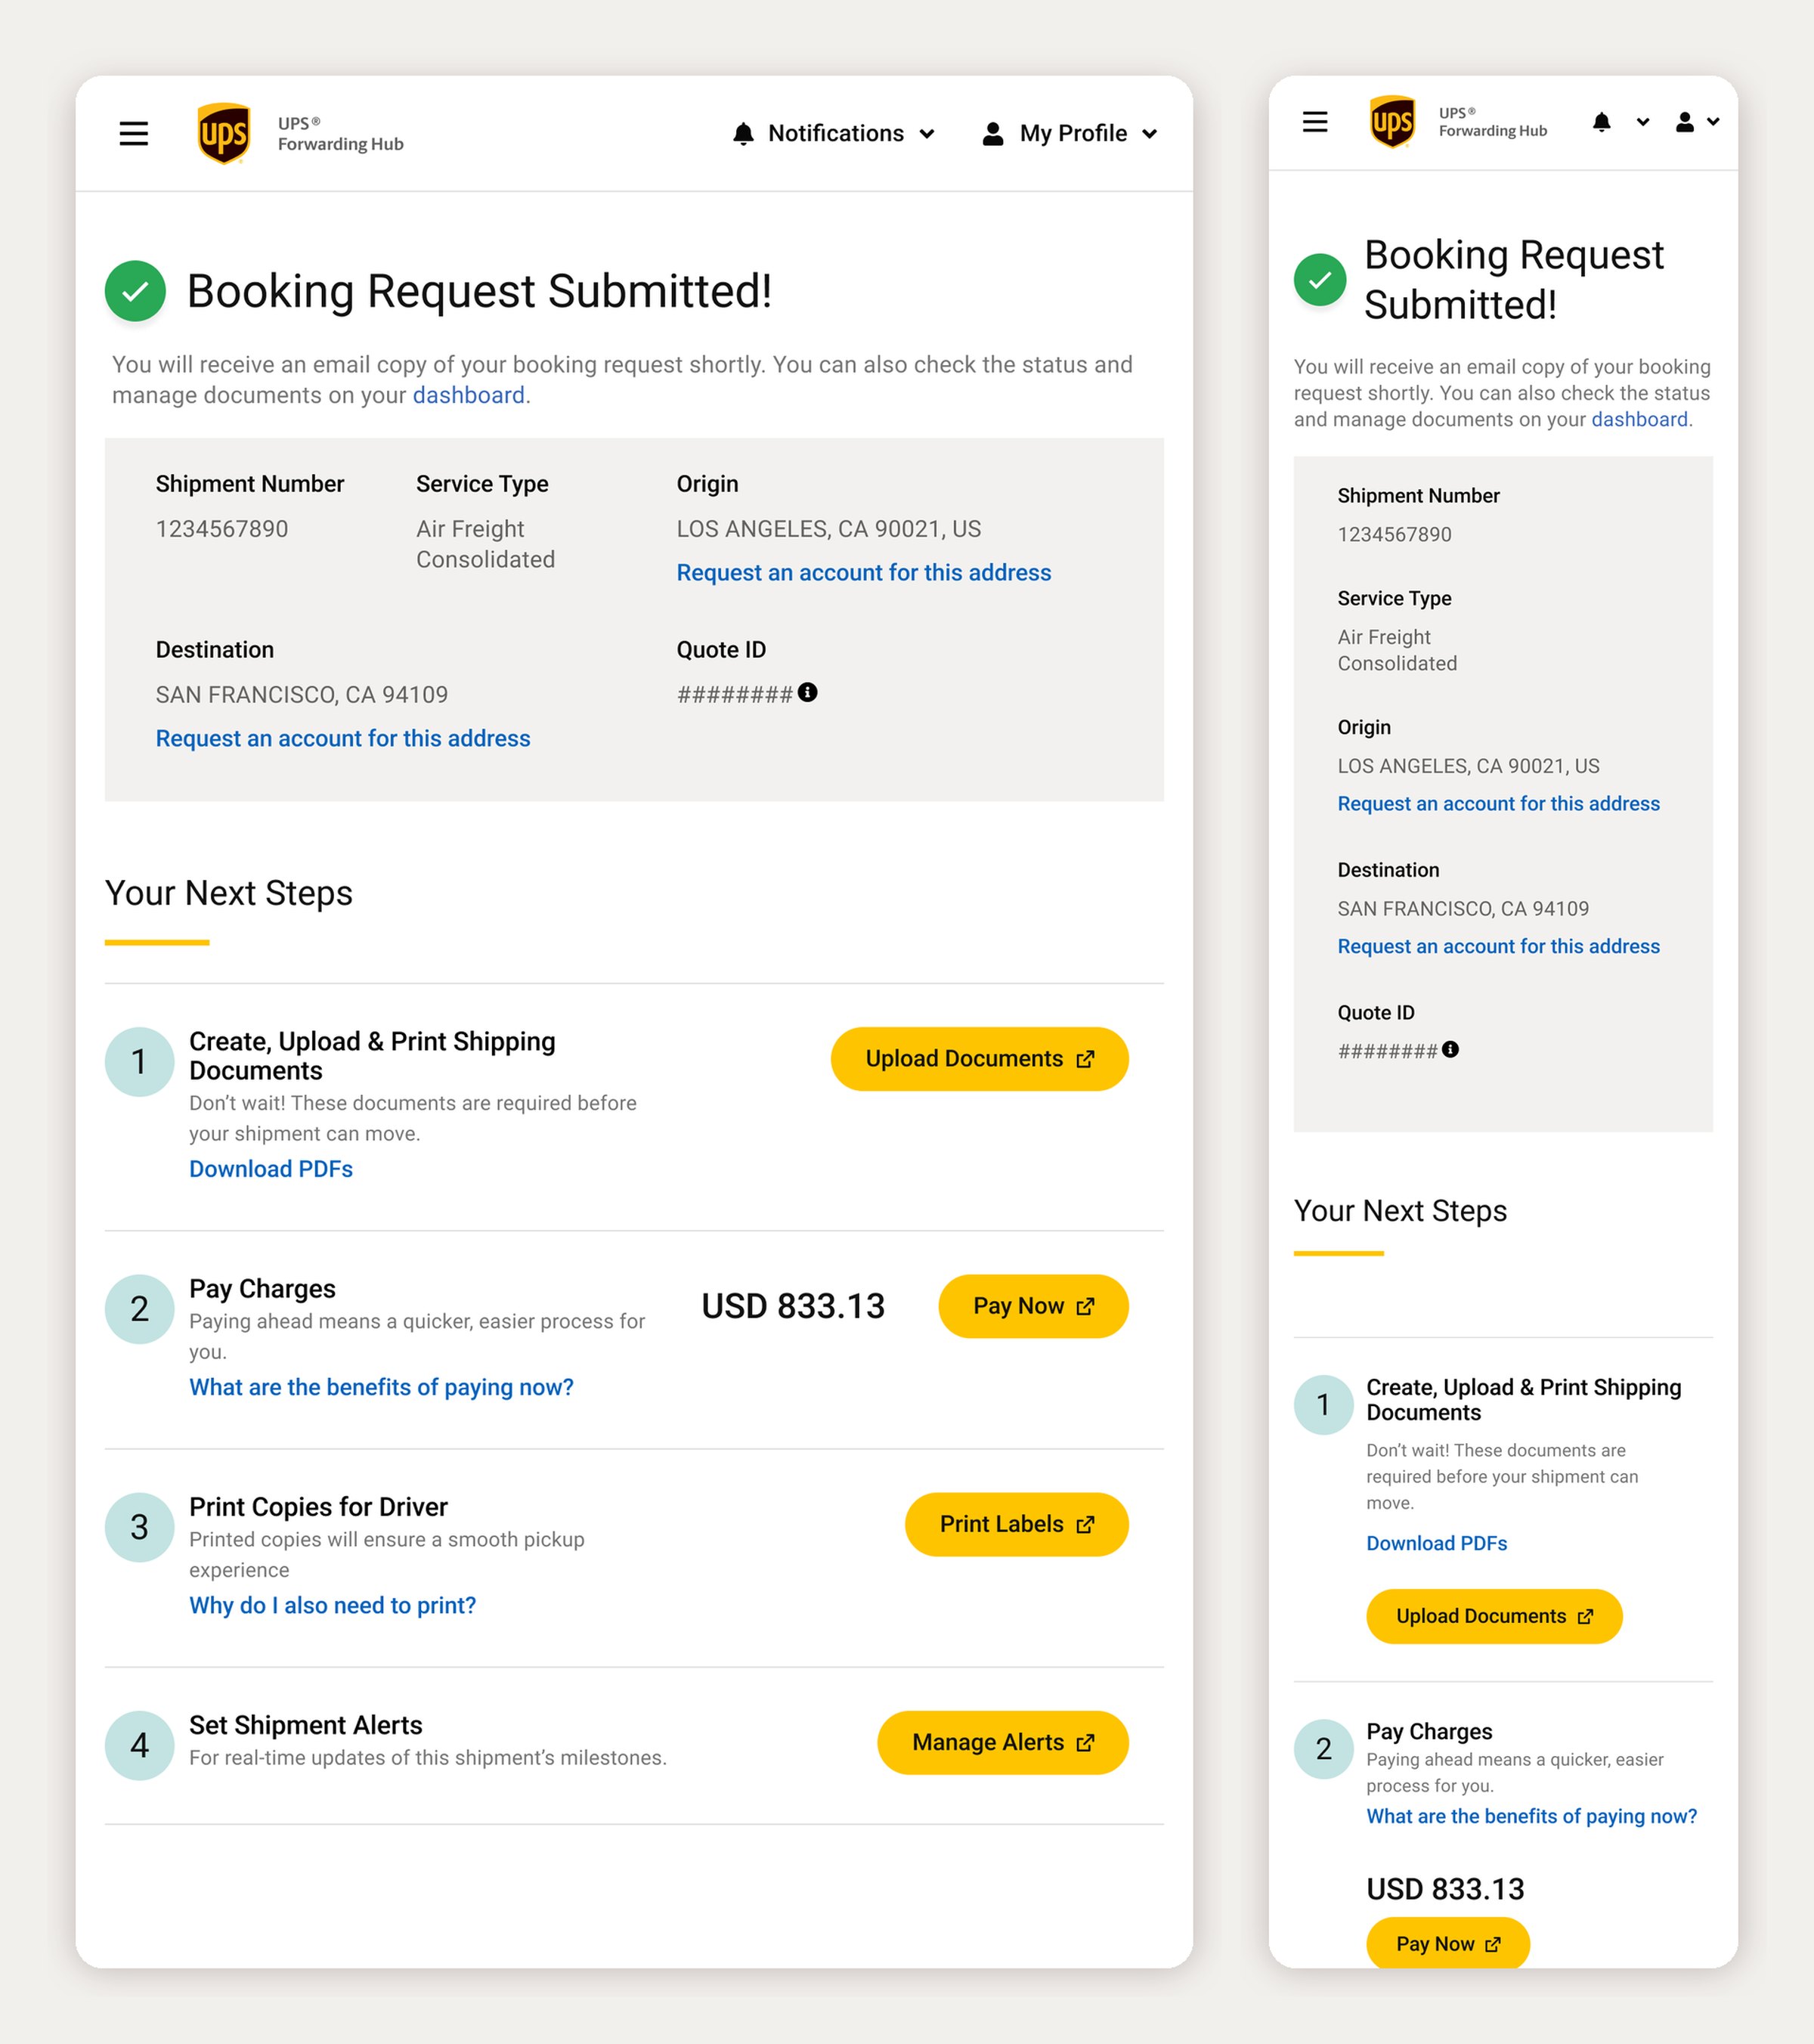 ups
UPS®
Forwarding Hub
Notifications
My Profile
Booking Request Submitted!
You will receive an email copy of your booking request shortly. You can also check the status and
manage documents on your dashboard.
Shipment Number
1234567890
Service Type
Air Freight
Consolidated
Origin
LOS ANGELES, CA 90021, US
Request an account for this address
Destination
SAN FRANCISCO, CA 94109
Request an account for this address
Quote ID
########
Your Next Steps
1
Create, Upload & Print Shipping
Documents
Don’t wait! These documents are required before
your shipment can move.
Download PDFs
Upload Documents
2
Pay Charges
Paying ahead means a quicker, easier process for
you.
What are the benefits of paying now?
USD 833.13
Pay Now
3
Print Copies for Driver
Printed copies will ensure a smooth pickup
experience
Why do I also need to print?
Print Labels
4
Set Shipment Alerts
For real-time updates of this shipment’s milestones.
Manage Alerts
ups
UPS®
Forwarding Hub
Booking Request
Submitted!
You will receive an email copy of your booking
request shortly. You can also check the status
and manage documents on your dashboard.
Shipment Number
1234567890
Service Type
Air Freight
Consolidated
Origin
LOS ANGELES, CA 90021, US
Request an account for this address
Destination
SAN FRANCISCO, CA 94109
Request an account for this address
Quote ID
########
Your Next Steps
1
Create, Upload & Print Shipping
Documents
Don’t wait! These documents are
required before your shipment can
move.
Download PDFs
Upload Documents
2
Pay Charges
Paying ahead means a quicker, easier
process for you.
What are the benefits of paying now?
USD 833.13
Pay Now